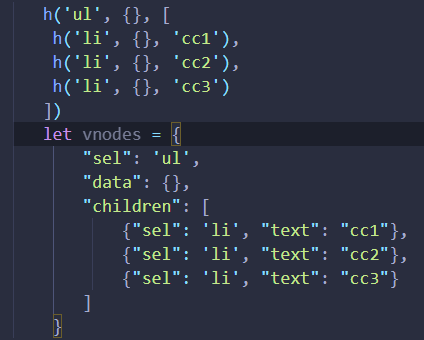 h('ul', {}, [
 h('li', {}, 'cc1'),
 h('li', {}, 'cc2'),
 h('li', {}, 'cc3')
])
let vnodes = {
    "sel": 'ul',
    "data": {},
    "children": [
        {"sel": 'li', "text": "cc1"},
        {"sel": 'li', "text": "cc2"},
        {"sel": 'li', "text": "cc3"}
    ]
 }